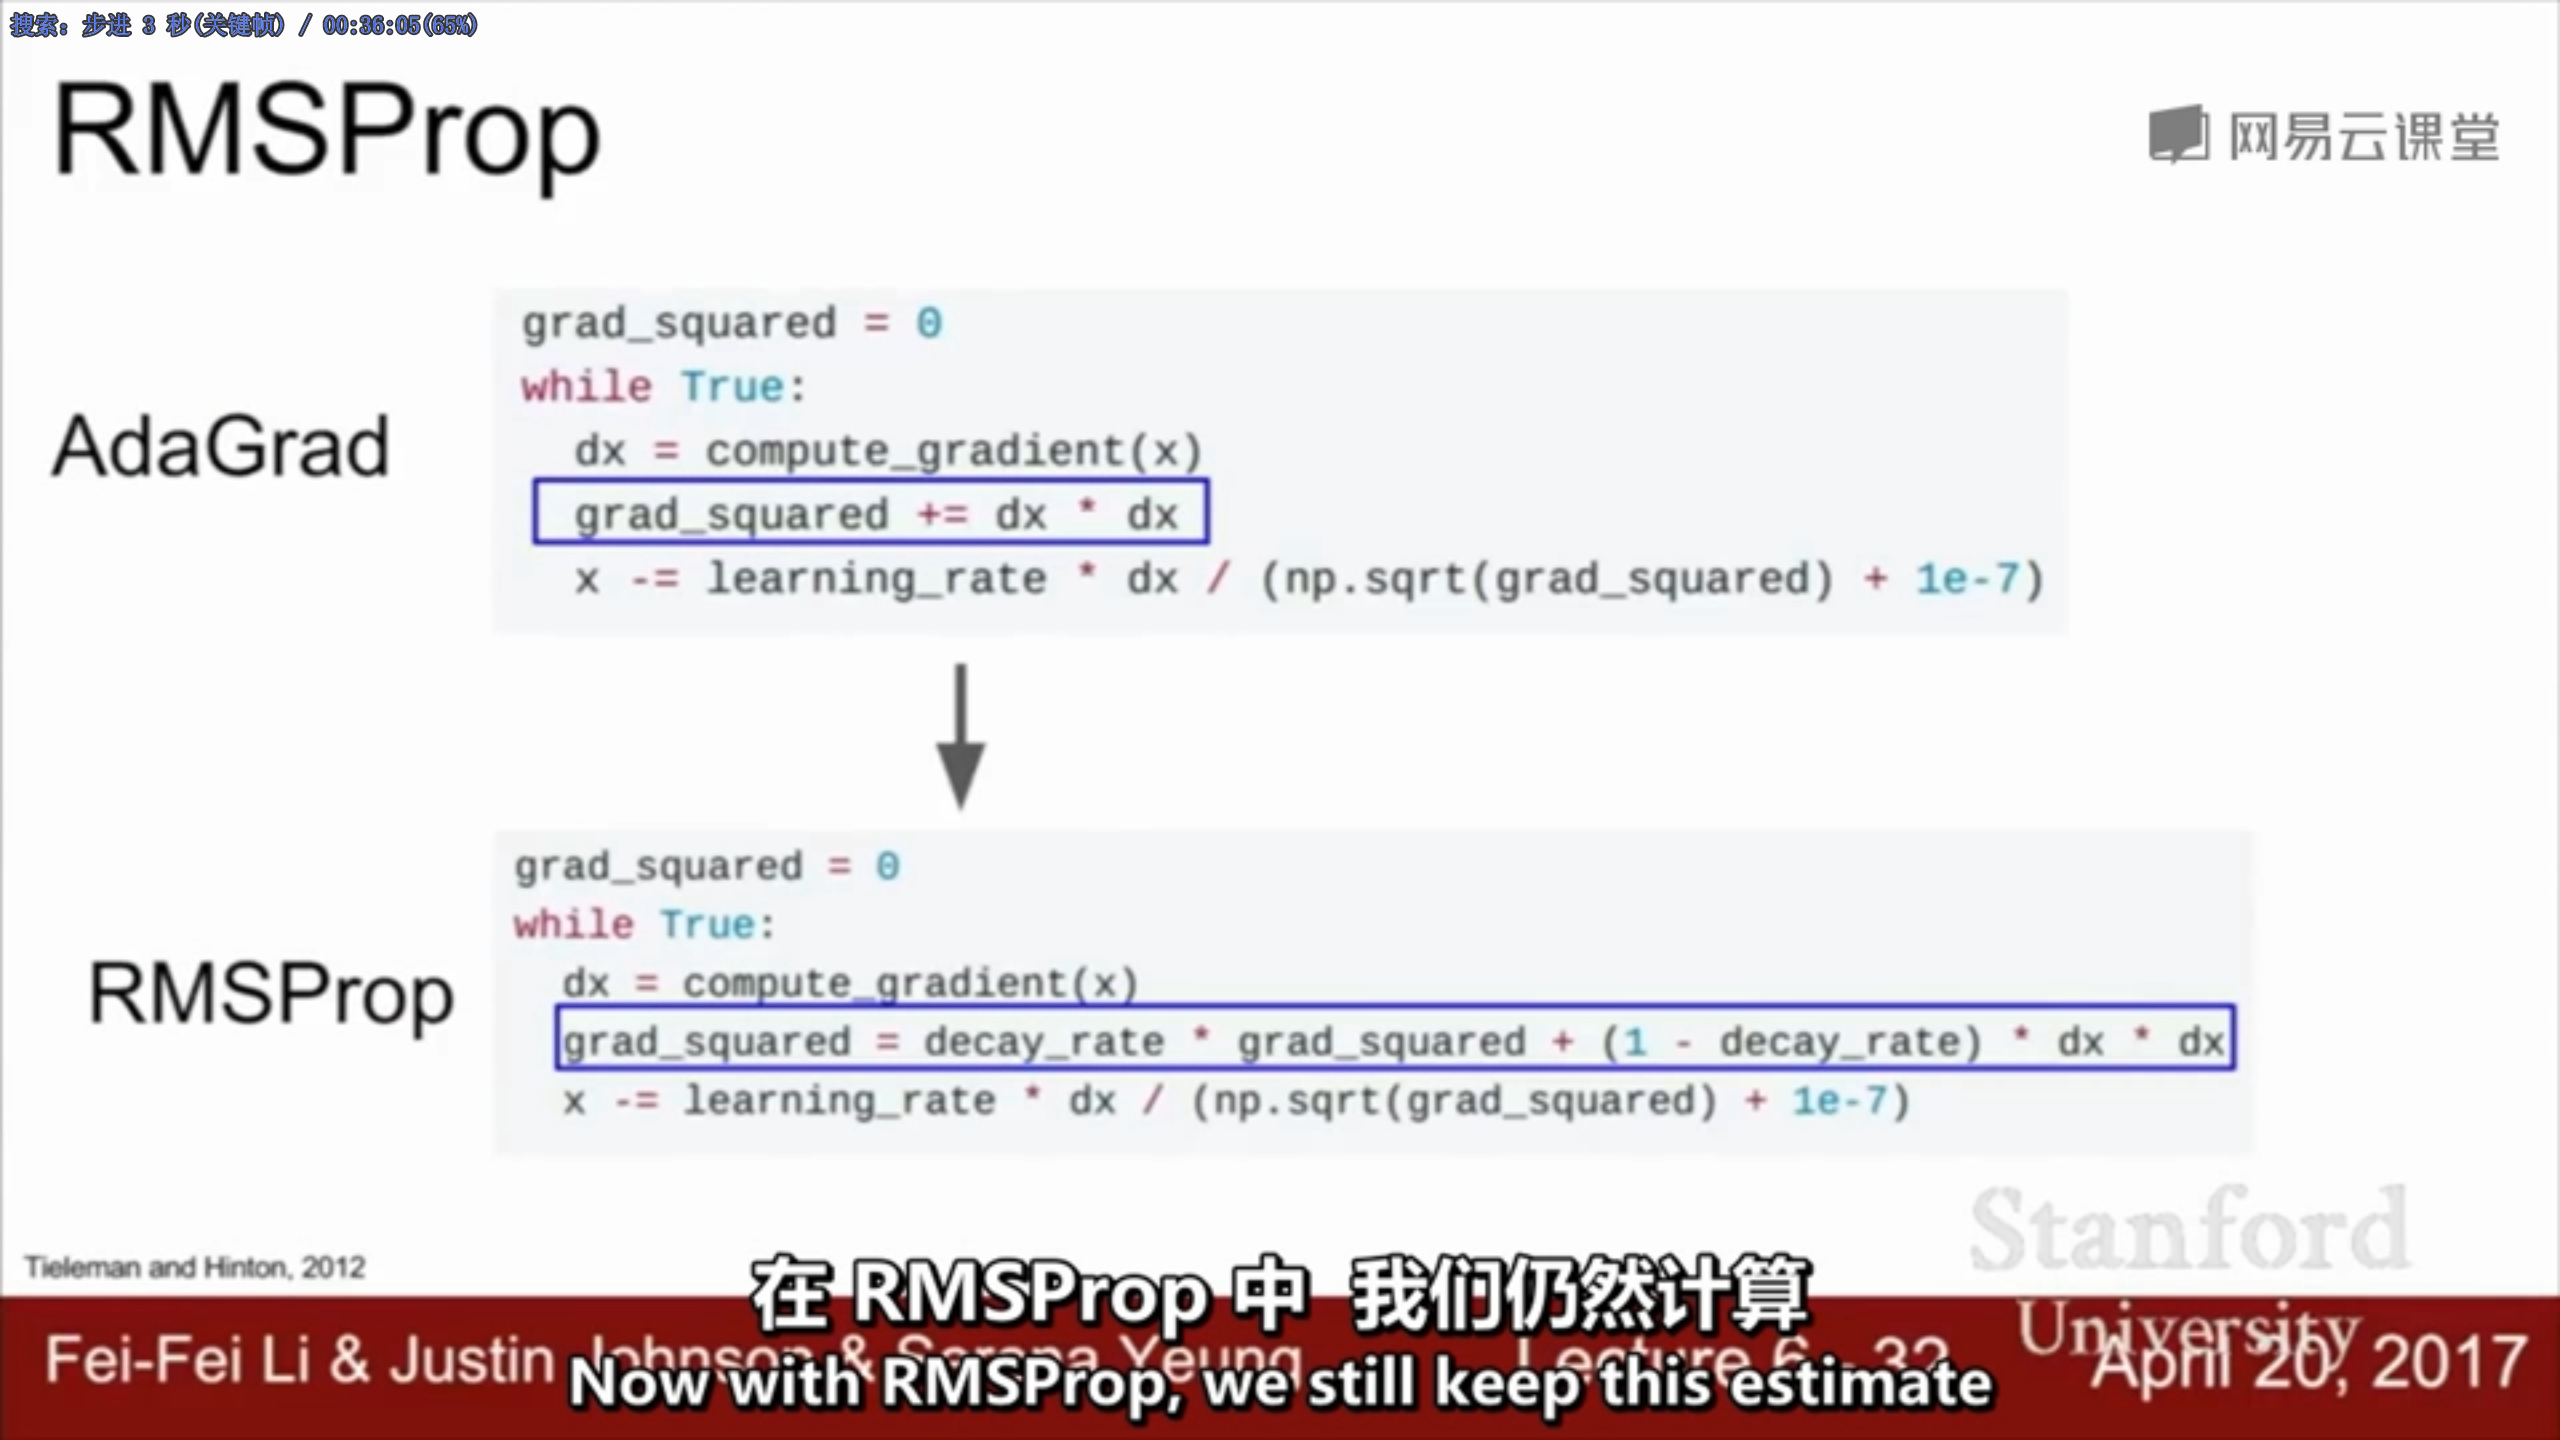 搜索: 步进 3 秒(关键帧) / 00:36:05(65%)
RMSProp
网易云课堂
AdaGrad
grad_squared = 0
while True:
dx = compute_gradient(x)
grad_squared += dx * dx
x -= learning_rate * dx / (np.sqrt(grad_squared) + 1e-7)
RMSProp
grad_squared = 0
while True:
dx = compute_gradient(x)
grad_squared = decay_rate * grad_squared + (1 - decay_rate) * dx * dx
x -= learning_rate * dx / (np.sqrt(grad_squared) + 1e-7)
Tieleman and Hinton, 2012
Stanford
University
在 RMSProp 中 我们仍然计算
Fei-Fei Li & Justin Johnson & Serena Yeung
Lecture 6 - 32
April 20, 2017
Now with RMSProp, we still keep this estimate